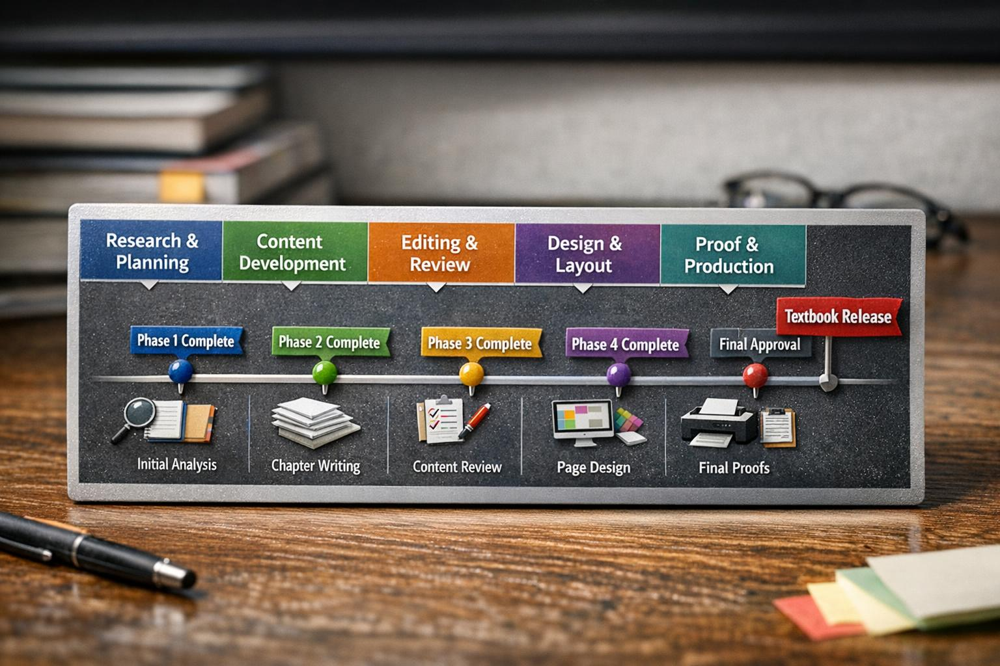 Research &
Planning
Content
Development
Editing &
Review
Design &
Layout
Proof &
Production
Textbook Release
Phase 1 Complete
Phase 2 Complete
Phase 3 Complete
Phase 4 Complete
Final Approval
Initial Analysis
Chapter Writing
Content Review
Page Design
Final Proofs